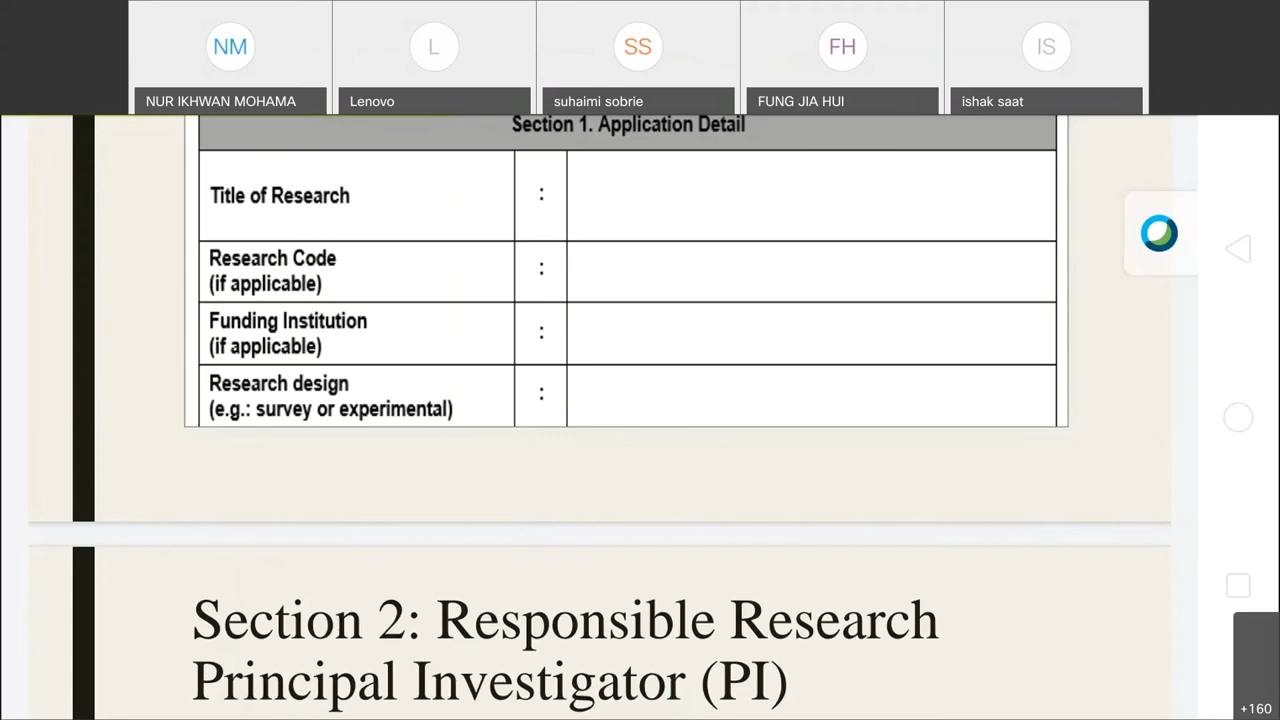 NM
L
SS
FH
IS
NUR IKHWAN MOHAMA
Lenovo
suhaimi sobrie
FUNG JIA HUI
ishak saat
Section 1. Application Detail
Title of Research :
Research Code :
(if applicable)
Funding Institution :
(if applicable)
Research design :
(e.g.: survey or experimental)
Section 2: Responsible Research
Principal Investigator (PI)
+160